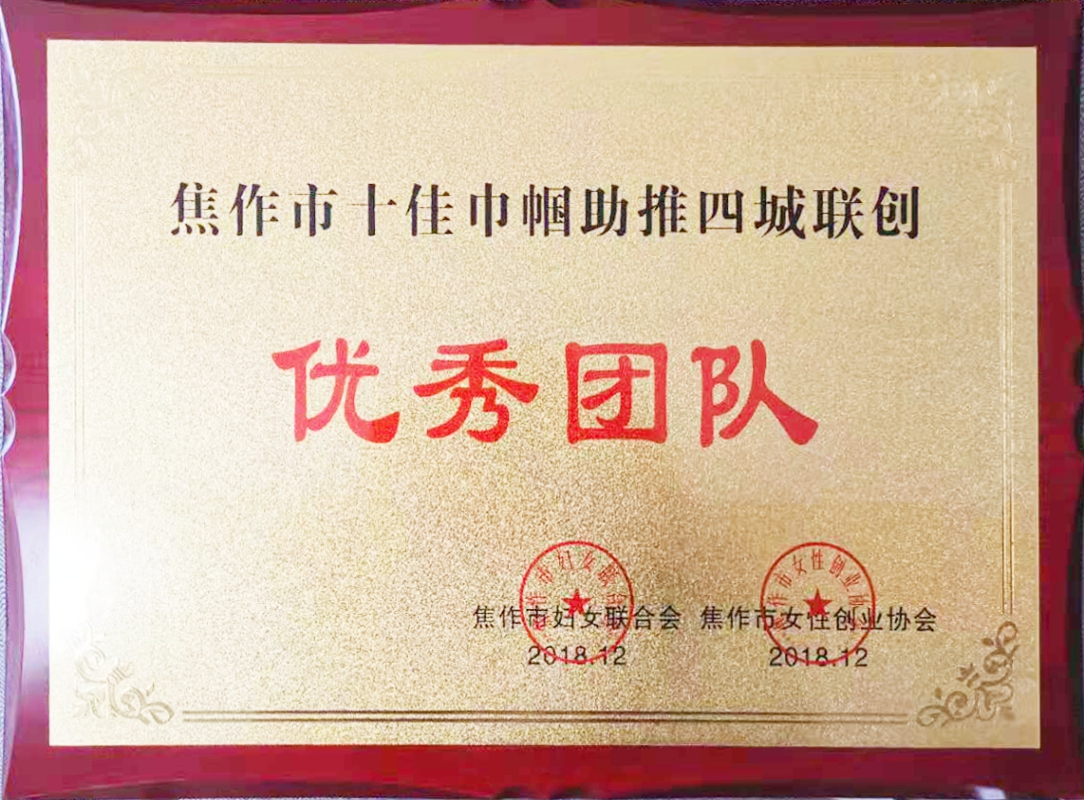 焦作市十佳巾帼助推四城联创
优秀团队
焦作市妇女联合会 焦作市女性创业协会
2018.12 2018.12